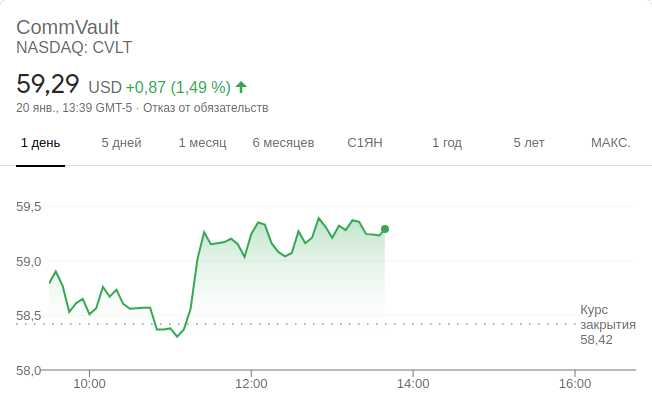 CommVault
NASDAQ: CVLT
59,29 USD +0,87 (1,49 %)
20 янв., 13:39 GMT-5 · Отказ от обязательств
1 день 5 дней 1 месяц 6 месяцев С1ЯН 1 год 5 лет МАКС.
59,5
59,0
58,5
Курс
закрытия
58,42
58,0
10:00 12:00 14:00 16:00